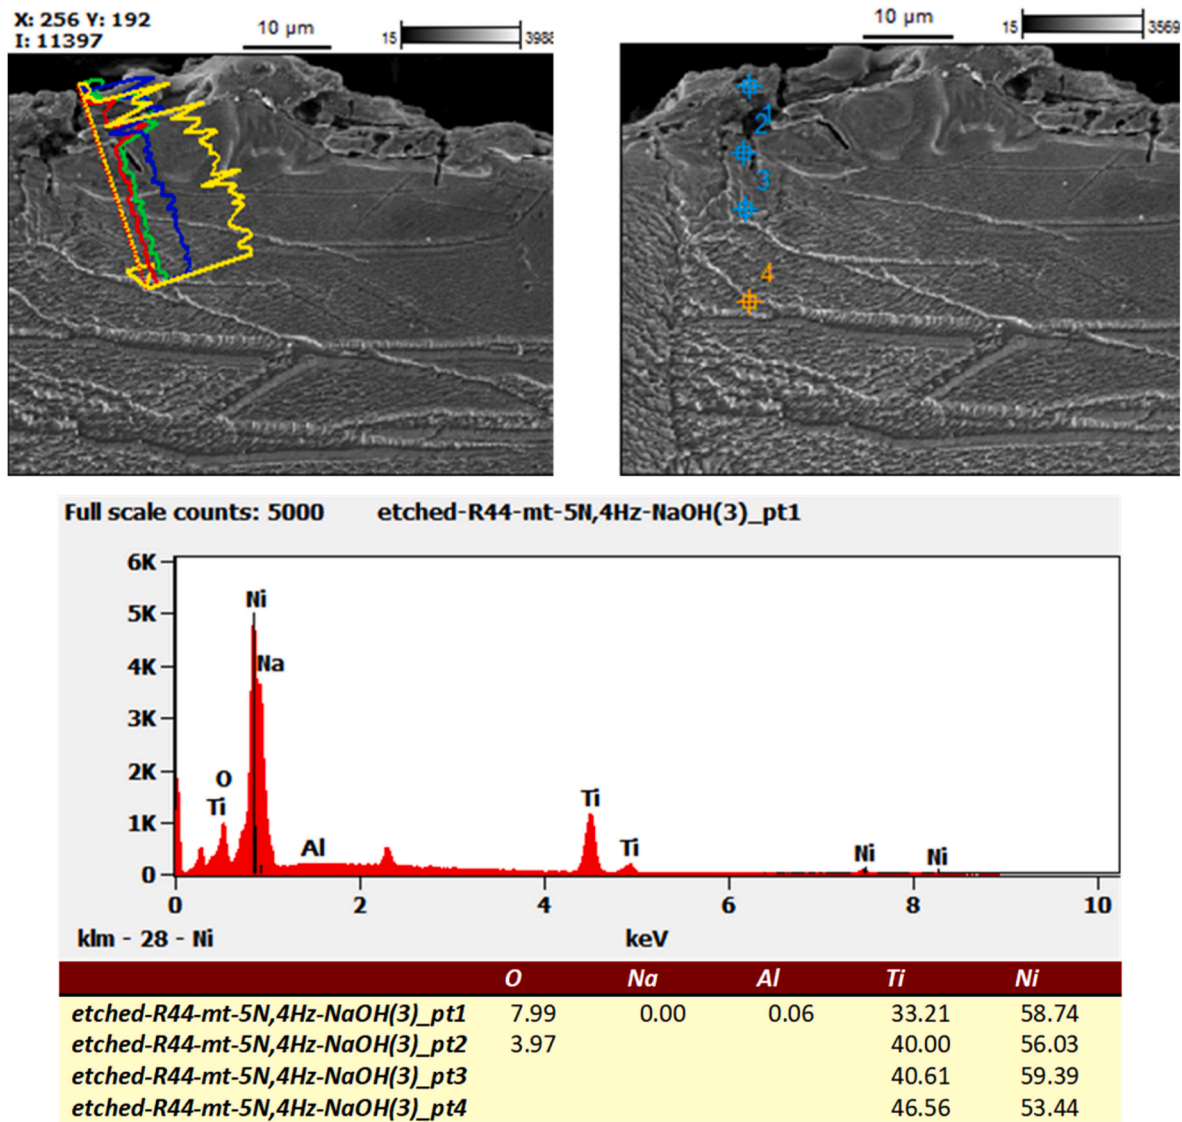 X: 256 Y: 192
I: 11397
10 µm
15 3988
10 µm
15 3569
1
2
3
4
Full scale counts: 5000 etched-R44-mt-5N,4Hz-NaOH(3)_pt1
6K
5K
4K
3K
2K
1K
0
Ni
Na
O
Ti
Al
Ti
Ti
Ni
Ni
0 2 4 6 8 10
klm - 28 - Ni keV
O Na Al Ti Ni
etched-R44-mt-5N,4Hz-NaOH(3)_pt1 7.99 0.00 0.06 33.21 58.74
etched-R44-mt-5N,4Hz-NaOH(3)_pt2 3.97 40.00 56.03
etched-R44-mt-5N,4Hz-NaOH(3)_pt3 40.61 59.39
etched-R44-mt-5N,4Hz-NaOH(3)_pt4 46.56 53.44